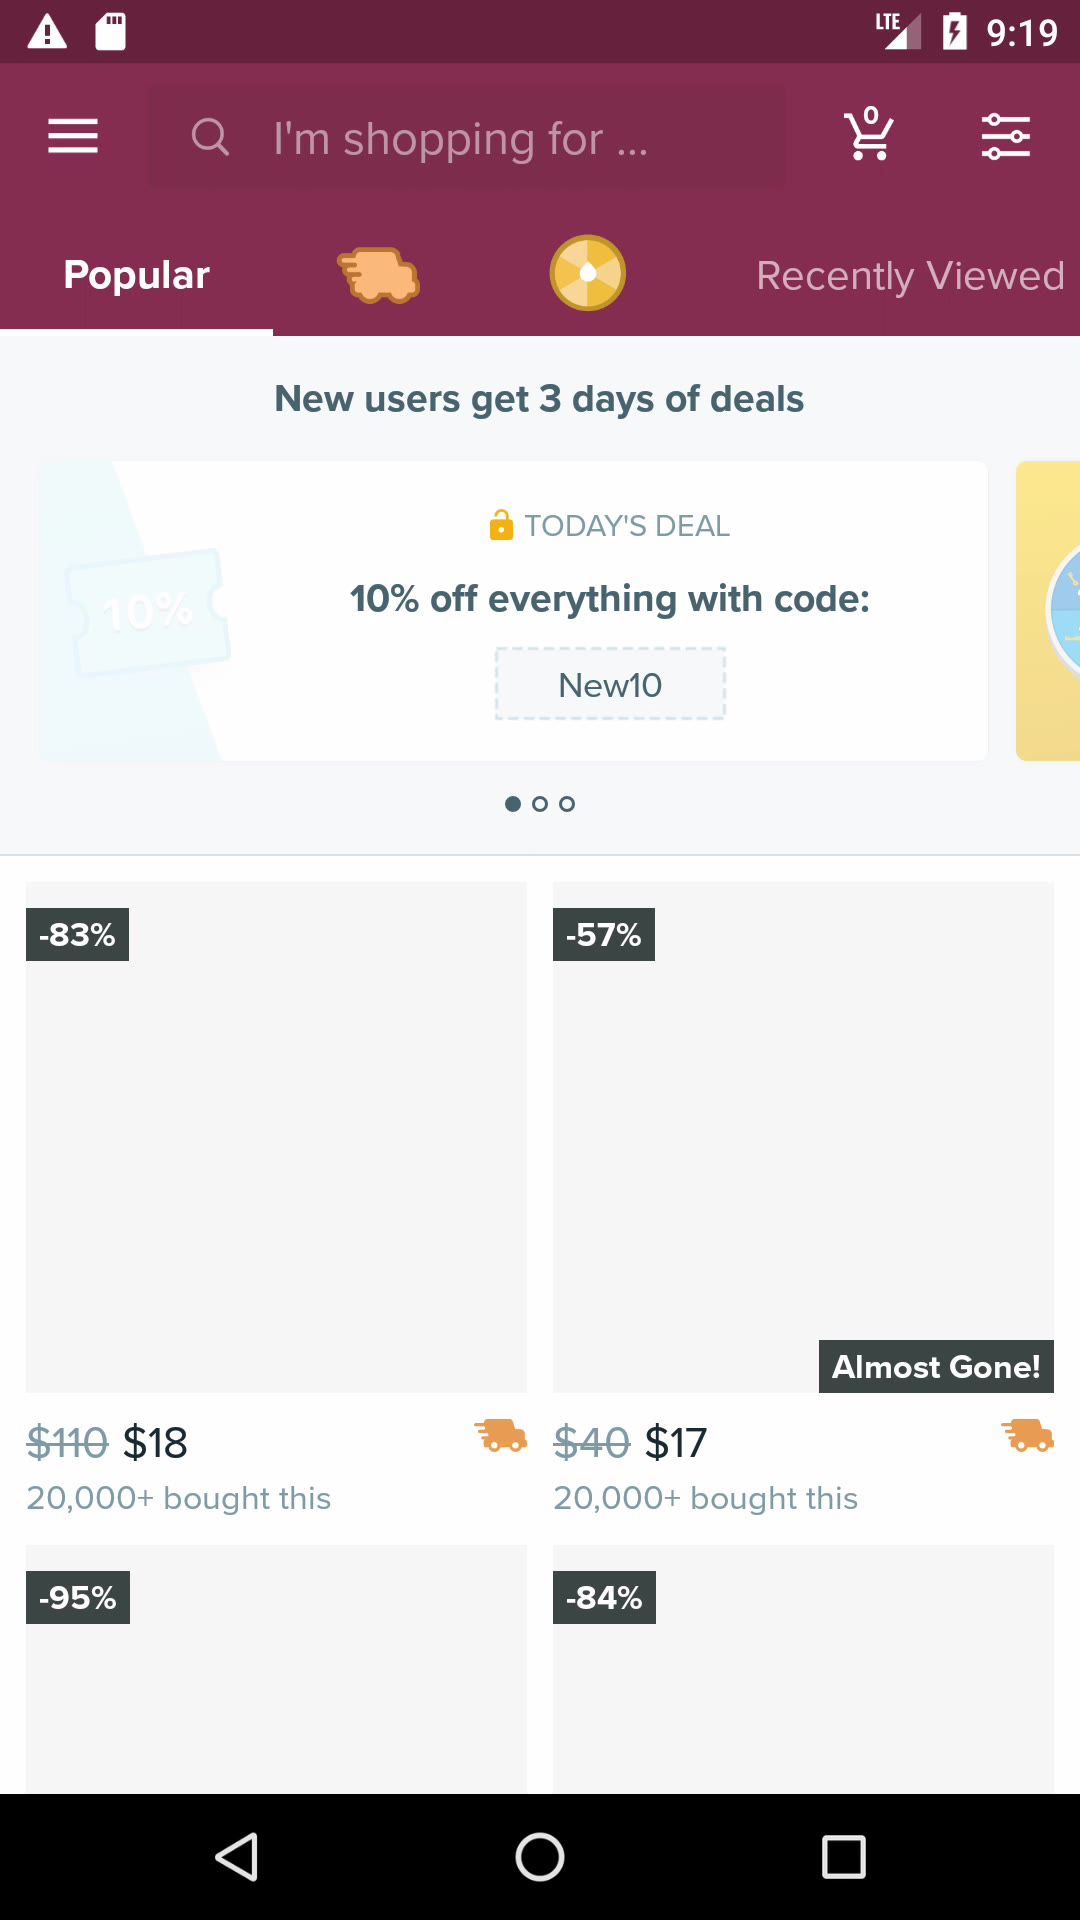 LTE 9:19
I'm shopping for ... 0
Popular Recently Viewed
New users get 3 days of deals
TODAY'S DEAL
10% off everything with code:
10%
New10
-83% -57%
Almost Gone!
$110 $18 $40 $17
20,000+ bought this 20,000+ bought this
-95% -84%